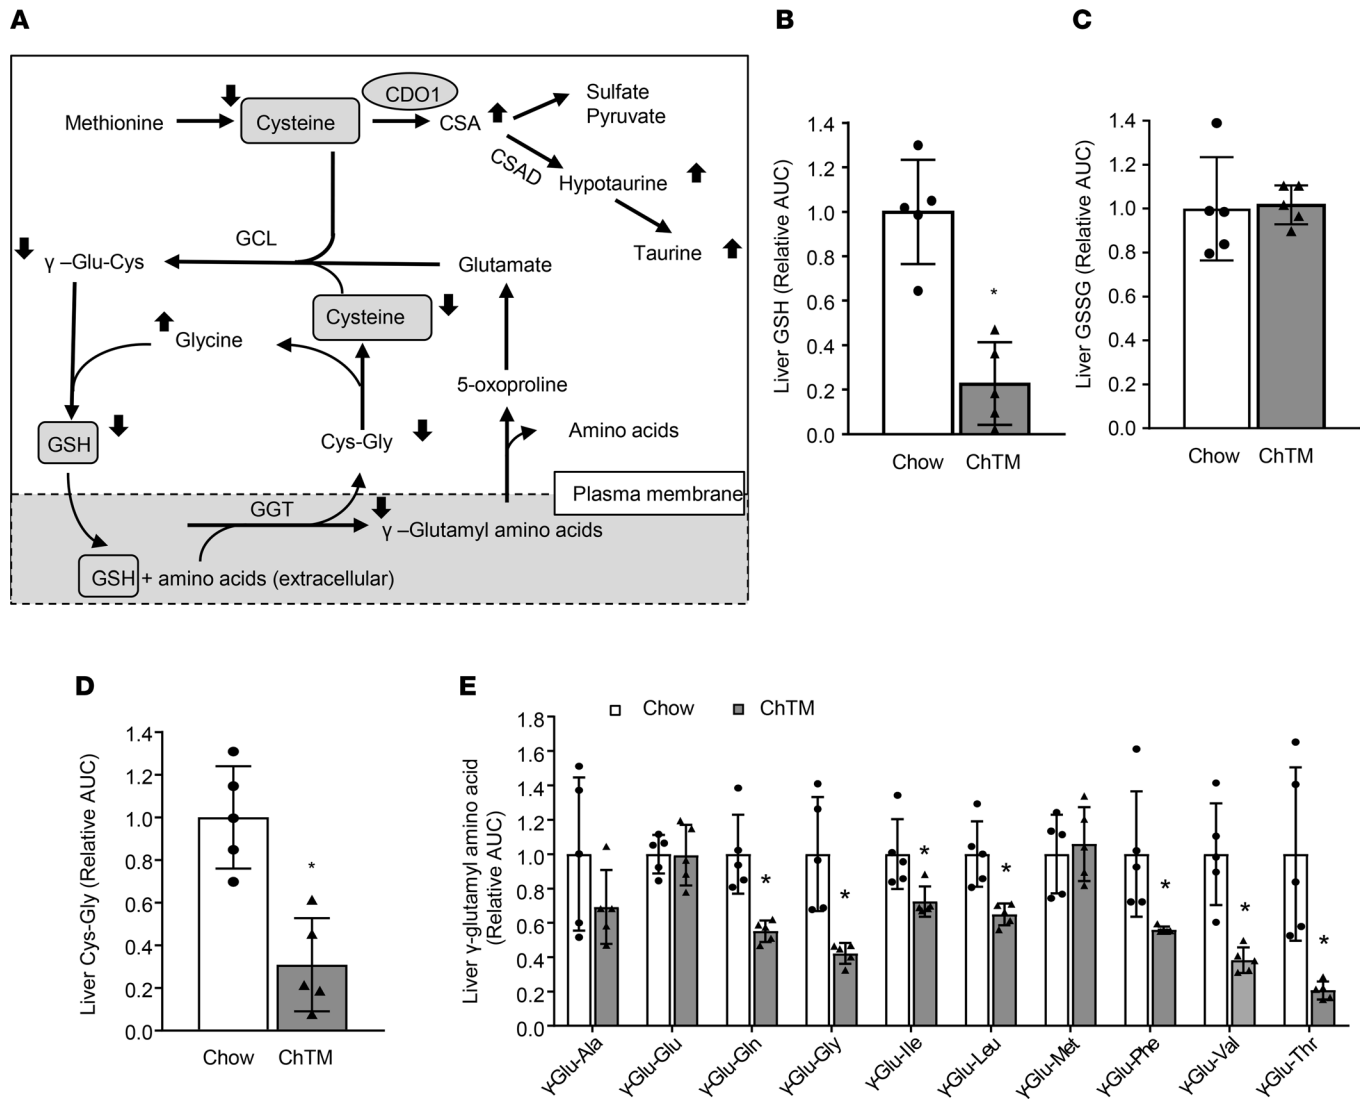 A
Methionine
Cysteine
CDO1
CSA
Sulfate
Pyruvate
CSAD
Hypotaurine
Taurine
γ –Glu-Cys
GCL
Glutamate
Cysteine
Glycine
5-oxoproline
GSH
Cys-Gly
Amino acids
Plasma membrane
GGT
γ –Glutamyl amino acids
GSH + amino acids (extracellular)
B
Liver GSH (Relative AUC)
1.4
1.2
1.0
0.8
0.6
0.4
0.2
0.0
*
Chow ChTM
C
Liver GSSG (Relative AUC)
1.4
1.2
1.0
0.8
0.6
0.4
0.2
0.0
Chow ChTM
D
Liver Cys-Gly (Relative AUC)
1.4
1.2
1.0
0.8
0.6
0.4
0.2
0.0
*
Chow ChTM
E
Chow ChTM
Liver γ-glutamyl amino acid
(Relative AUC)
1.8
1.6
1.4
1.2
1.0
0.8
0.6
0.4
0.2
0.0
* * * * * * *
γ-Glu-Ala
γ-Glu-Glu
γ-Glu-Gln
γ-Glu-Gly
γ-Glu-Ile
γ-Glu-Leu
γ-Glu-Met
γ-Glu-Phe
γ-Glu-Val
γ-Glu-Thr